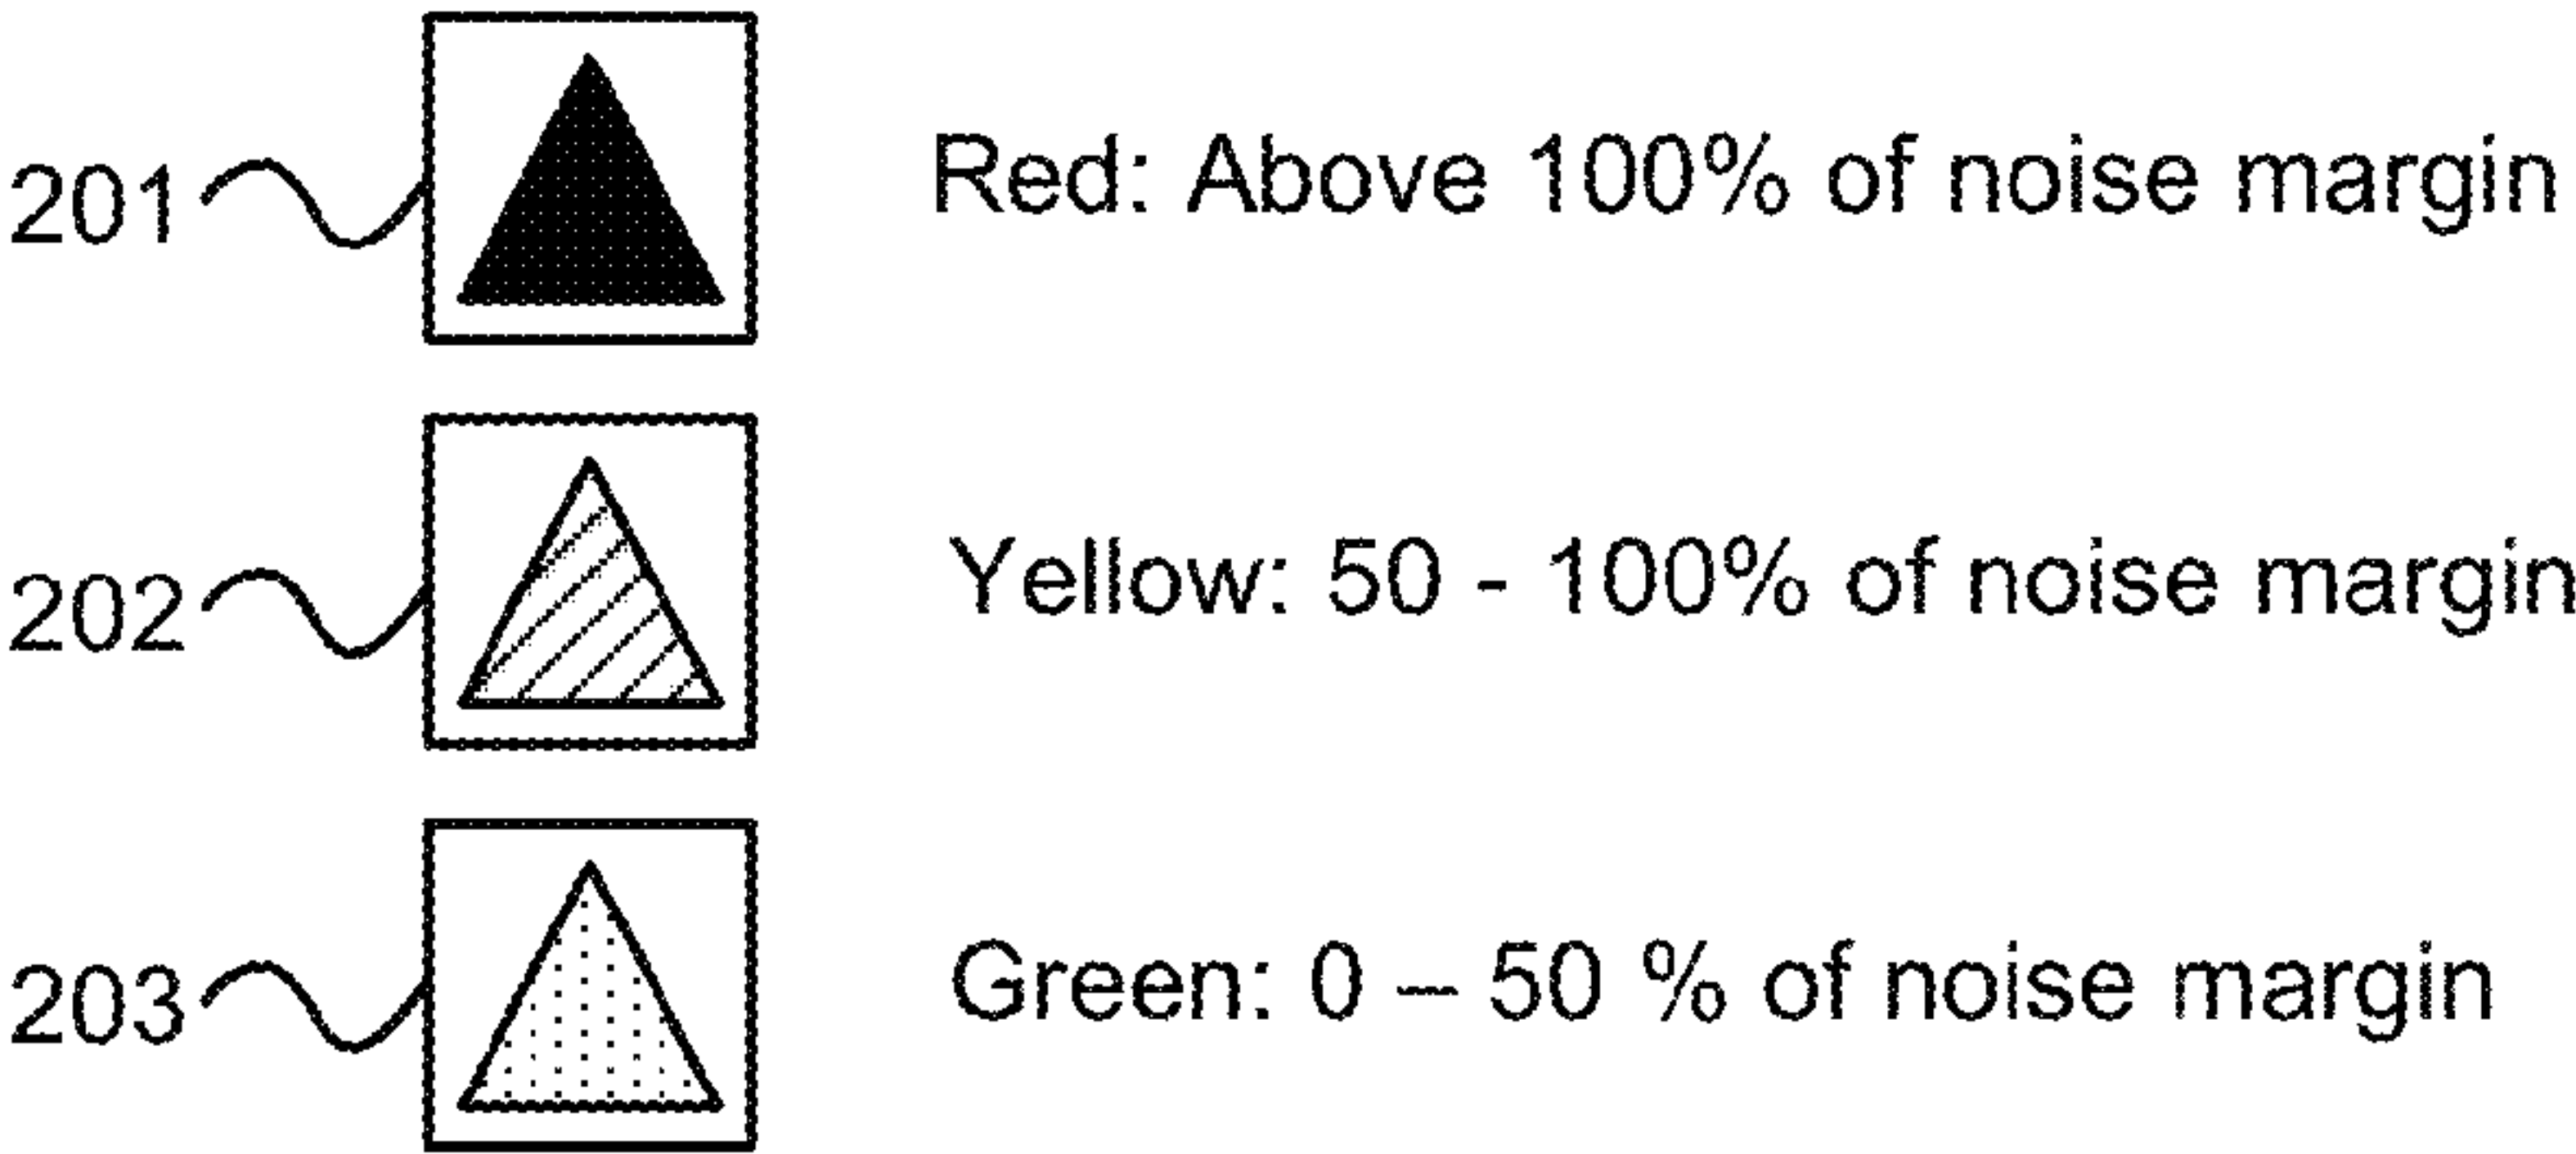 201 Red: Above 100% of noise margin
202 Yellow: 50 - 100% of noise margin
203 Green: 0 – 50 % of noise margin